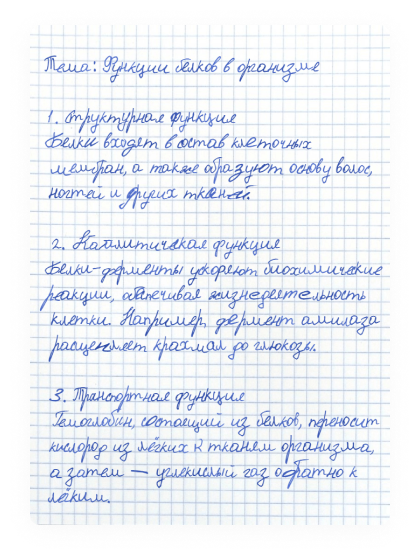 Тема: Функции белков в организме
1. Структурная функция
Белки входят в состав клеточных
мембран, а также образуют основу волос,
ногтей и других тканей.
2. Каталитическая функция
Белки-ферменты ускоряют биохимические
реакции, обеспечивая жизнедеятельность
клетки. Например, фермент амилаза
расщепляет крахмал до глюкозы.
3. Транспортная функция
Гемоглобин, состоящий из белков, переносит
кислород из лёгких к тканям организма,
а затем — углекислый газ обратно к
лёгким.